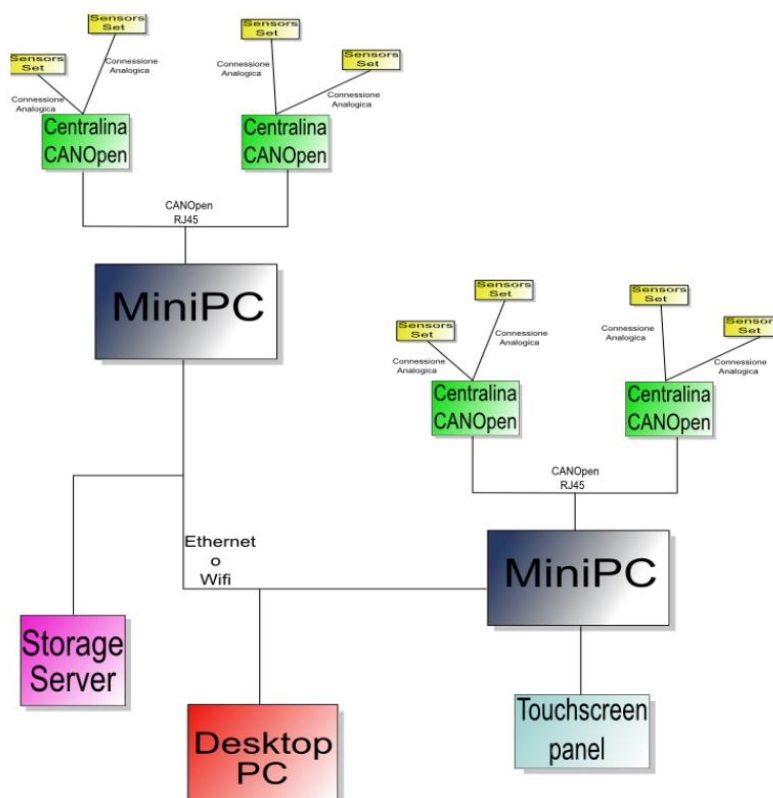 Sensors
Set
Sensors
Set
Sensors
Set
Sensors
Set
Connessione
Analogica
Connessione
Analogica
Connessione
Analogica
Connessione
Analogica
Centralina
CANOpen
Centralina
CANOpen
CANOpen
RJ45
MiniPC
Sensors
Set
Sensors
Set
Sensors
Set
Sensors
Set
Connessione
Analogica
Connessione
Analogica
Connessione
Analogica
Connessione
Analogica
Centralina
CANOpen
Centralina
CANOpen
CANOpen
RJ45
MiniPC
Ethernet
o
Wifi
Storage
Server
Desktop
PC
Touchscreen
panel